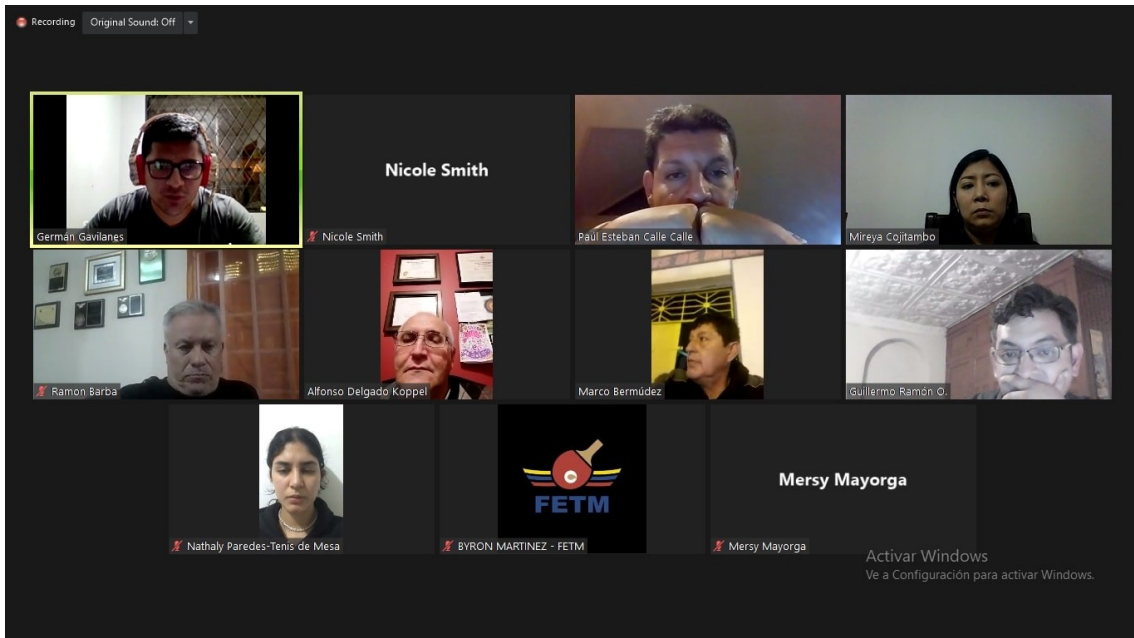 Recording Original Sound: Off
Germán Gavilanes
Nicole Smith
Nicole Smith
Paúl Esteban Calle Calle
Mireya Cojitambo
Ramon Barba
Alfonso Delgado Koppel
Marco Bermúdez
Guillermo Ramón O.
Nathaly Paredes-Tenis de Mesa
FETM
BYRON MARTINEZ - FETM
Mersy Mayorga
Mersy Mayorga
Activar Windows
Ve a Configuración para activar Windows.